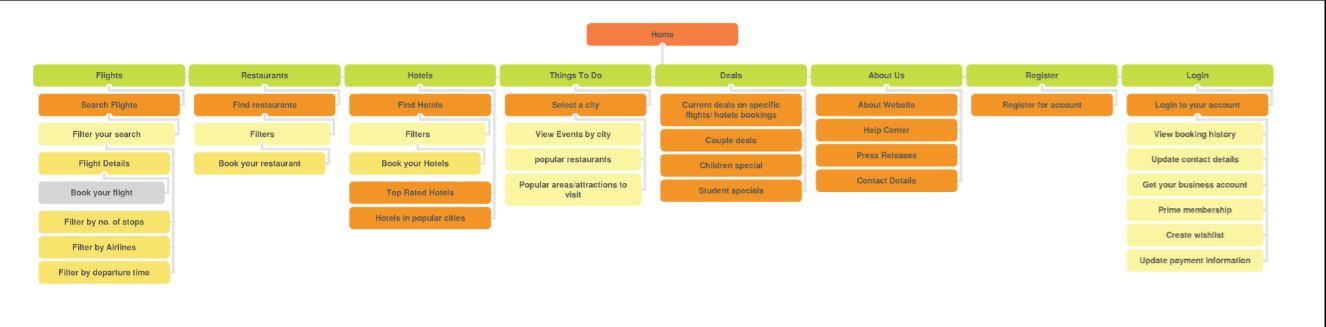 Home
Flights
Restaurants
Hotels
Things To Do
Deals
About Us
Register
Login
Search Flights
Filter your search
Flight Details
Book your flight
Filter by no. of stops
Filter by Airlines
Filter by departure time
Find restaurants
Filters
Book your restaurant
Find Hotels
Filters
Book your Hotels
Top Rated Hotels
Hotels in popular cities
Select a city
View Events by city
popular restaurants
Popular areas/attractions to
visit
Current deals on specific
flights/ hotels bookings
Couple deals
Children special
Student specials
About Website
Help Center
Press Releases
Contact Details
Register for account
Login to your account
View booking history
Update contact details
Get your business account
Prime membership
Create wishlist
Update payment information